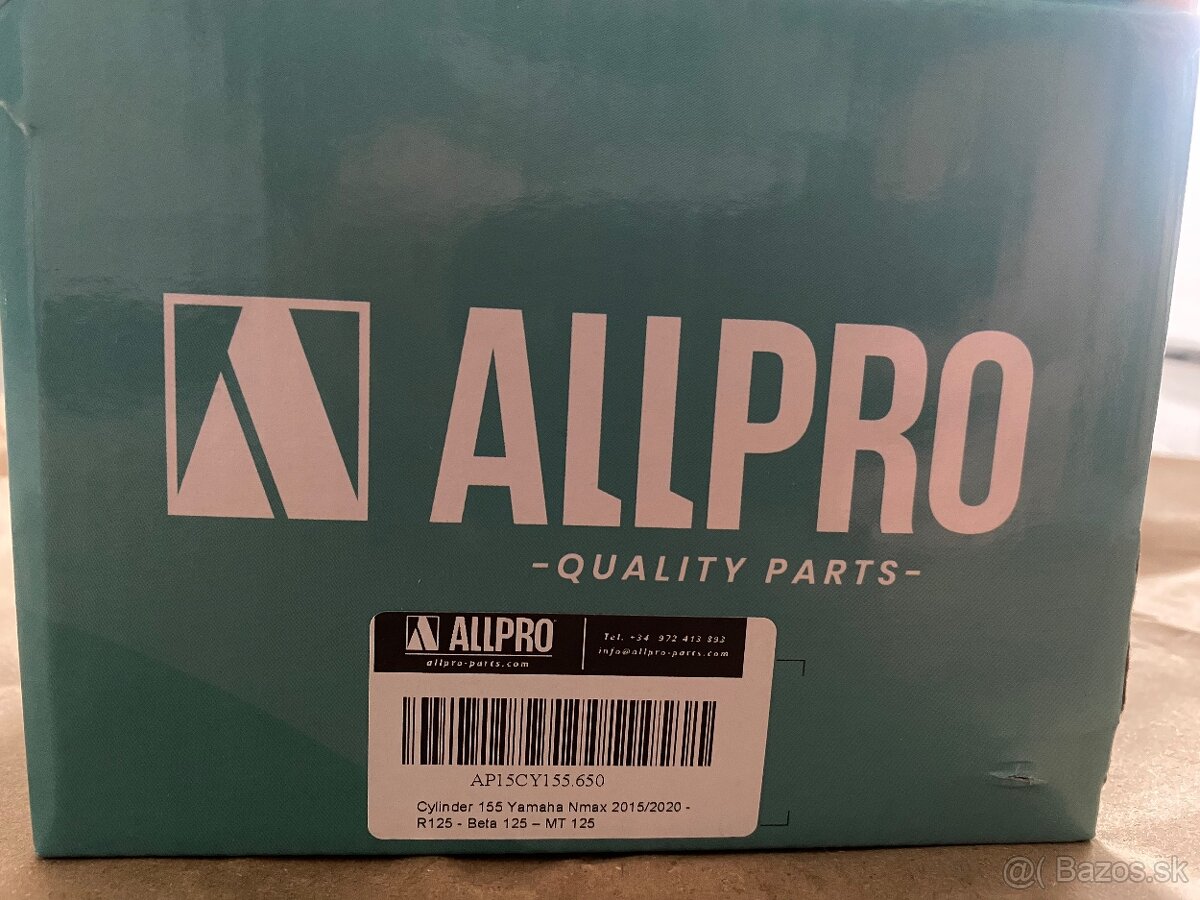 ALLPRO
-QUALITY PARTS-
ALLPRO
allpro-parts.com
Tel. +34 972 413 893
info@allpro-parts.com
AP15CY155.650
Cylinder 155 Yamaha Nmax 2015/2020 -
R125 - Beta 125 – MT 125
@( Bazos.sk